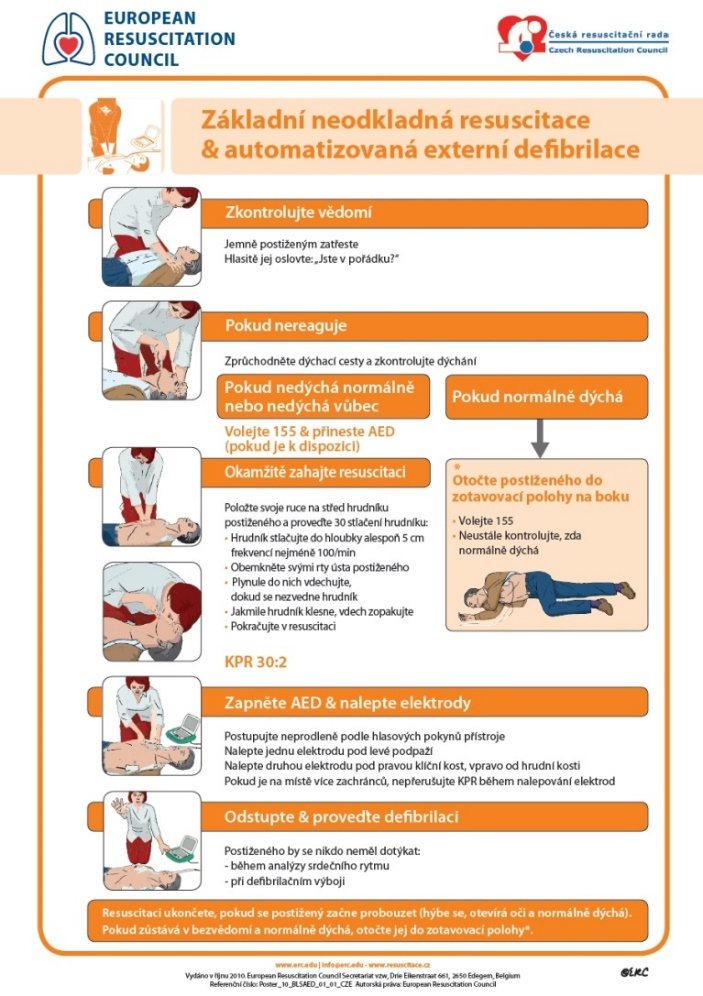 EUROPEAN
RESUSCITATION
COUNCIL
Česká resuscitační rada
Czech Resuscitation Council
Základní neodkladná resuscitace
& automatizovaná externí defibrilace
Zkontrolujte vědomí
Jemně postiženým zatřeste
Hlasitě jej oslovte: „Jste v pořádku?“
Pokud nereaguje
Zprůchodněte dýchací cesty a zkontrolujte dýchání
Pokud nedýchá normálně
nebo nedýchá vůbec
Volejte 155 & přineste AED
(pokud je k dispozici)
Okamžitě zahajte resuscitaci
Položte svoje ruce na střed hrudníku
postiženého a proveďte 30 stlačení hrudníku:
• Hrudník stlačujte do hloubky alespoň 5 cm
frekvencí nejméně 100/min
• Obemkněte svými rty ústa postiženého
• Plynule do nich vdechujte,
dokud se nezvedne hrudník
• Jakmile hrudník klesne, vdech zopakujte
• Pokračujte v resuscitaci
KPR 30:2
Pokud normálně dýchá
*
Otočte postiženého do
zotavovací polohy na boku
• Volejte 155
• Neustále kontrolujte, zda
normálně dýchá
Zapněte AED & nalepte elektrody
Postupujte neprodleně podle hlasových pokynů přístroje
Nalepte jednu elektrodu pod levé podpaží
Nalepte druhou elektrodu pod pravou klíční kost, vpravo od hrudní kosti
Pokud je na místě více zachránců, nepřerušujte KPR během nalepování elektrod
Odstupte & proveďte defibrilaci
Postiženého by se nikdo neměl dotýkat:
- během analýzy srdečního rytmu
- při defibrilačním výboji
Resuscitaci ukončete, pokud se postižený začne probouzet (hýbe se, otevírá oči a normálně dýchá).
Pokud zůstává v bezvědomí a normálně dýchá, otočte jej do zotavovací polohy*.
www.erc.edu | info@erc.edu - www.resuscitace.cz
Vydáno v říjnu 2010. European Resuscitation Council Secretariat vzw, Drie Eikenstraat 661, 2650 Edegem, Belgium
Referenční číslo: Poster_10_BLSAED_01_01_CZE Autorská práva: European Resuscitation Council
@ERC